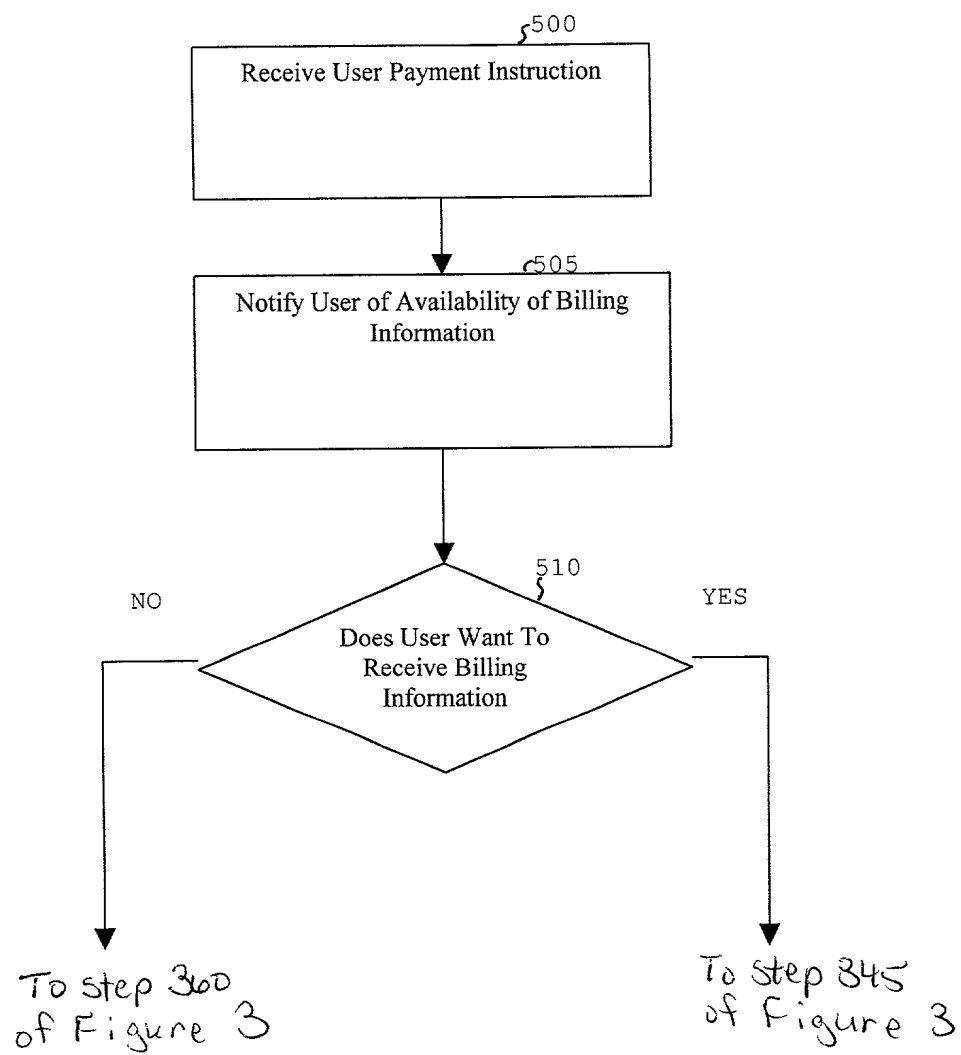 500
Receive User Payment Instruction
505
Notify User of Availability of Billing
Information
510
NO
YES
Does User Want To
Receive Billing
Information
To step 360
of Figure 3
To step 345
of Figure 3